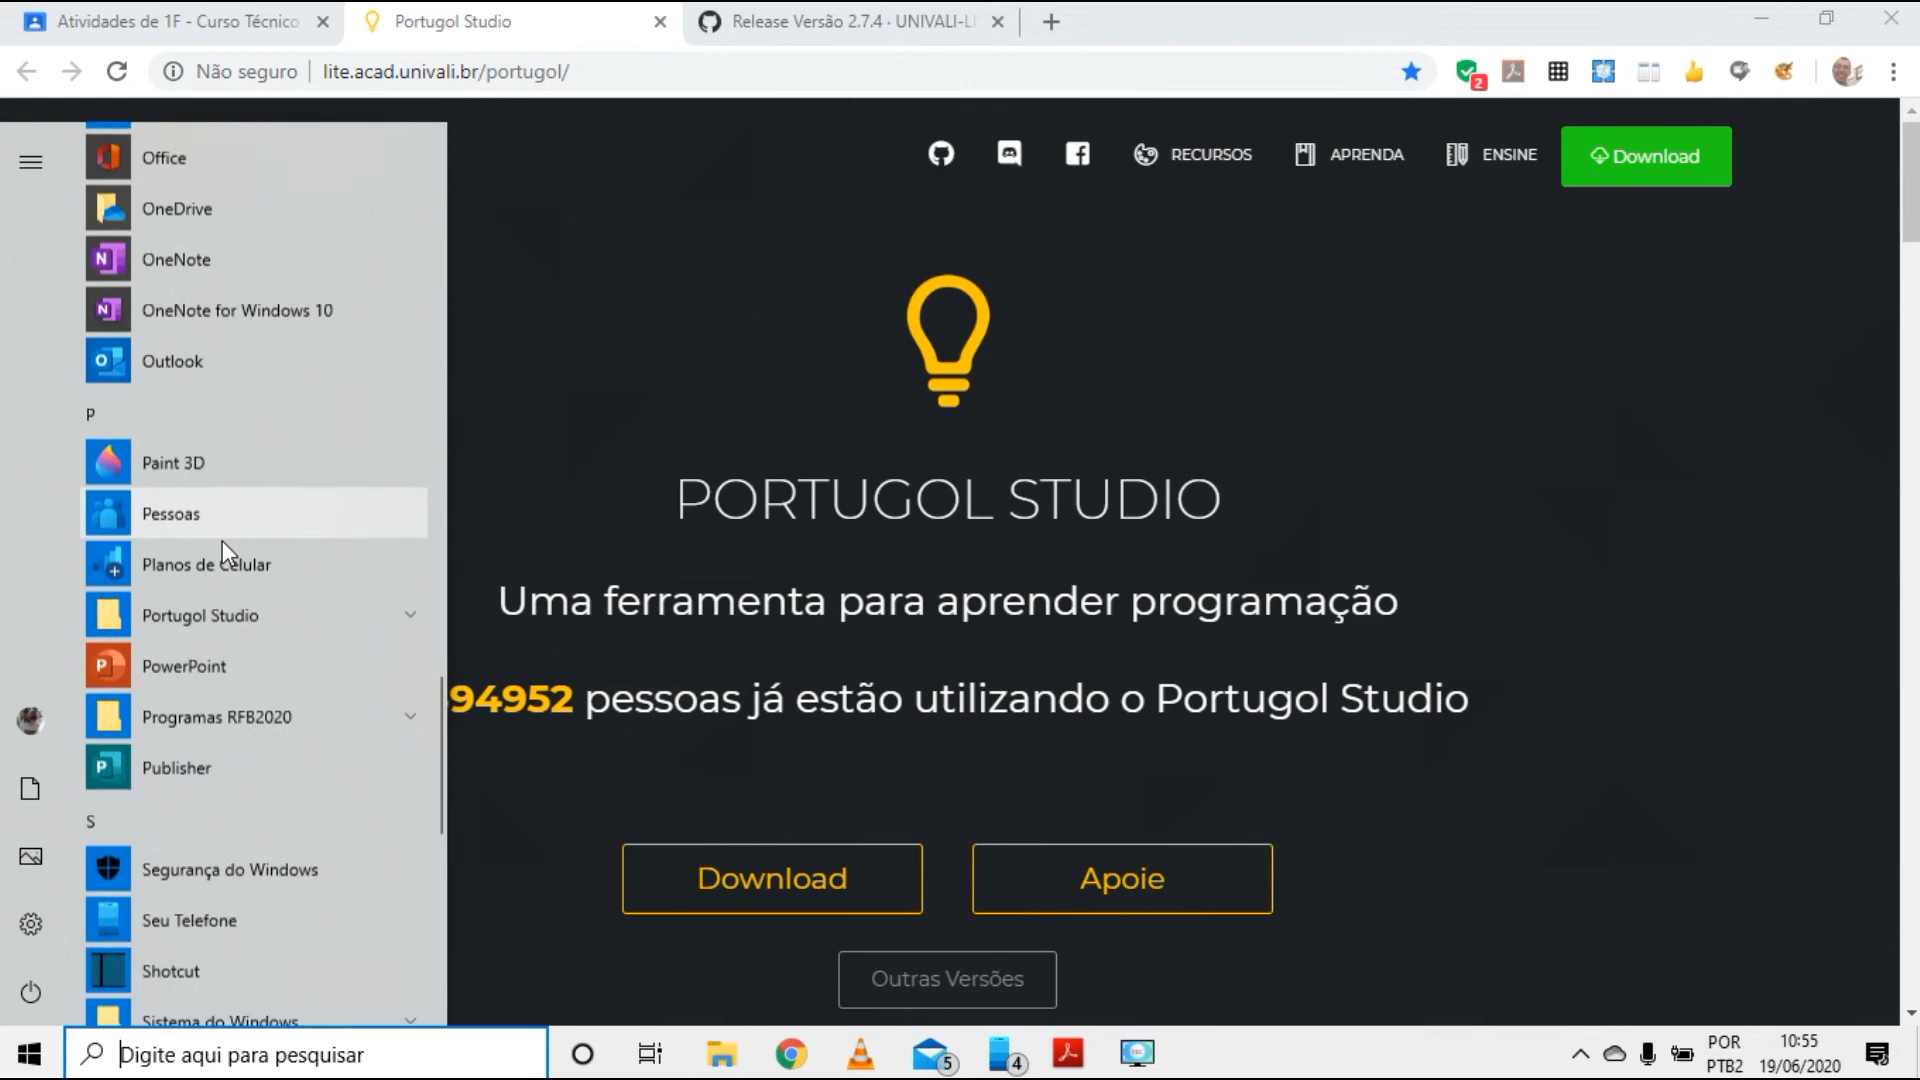 Atividades de 1F - Curso Técnico
Portugol Studio
Release Versão 2.7.4 · UNIVALI-LI
Não seguro
lite.acad.univali.br/portugol/
2
Office
OneDrive
OneNote
OneNote for Windows 10
Outlook
P
Paint 3D
Pessoas
Planos de Celular
Portugol Studio
PowerPoint
Programas RFB2020
Publisher
S
Segurança do Windows
Seu Telefone
Shotcut
Sistema do Windows
RECURSOS
APRENDA
ENSINE
Download
PORTUGOL STUDIO
Uma ferramenta para aprender programação
94952 pessoas já estão utilizando o Portugol Studio
Download
Apoie
Outras Versões
Digite aqui para pesquisar
5
4
POR
PTB2
10:55
19/06/2020